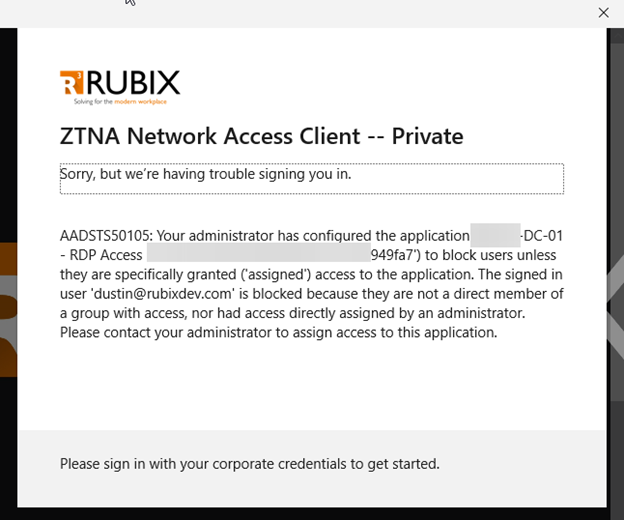 R3 RUBIX
Solving for the modern workplace
ZTNA Network Access Client -- Private
Sorry, but we're having trouble signing you in.
AADSTS50105: Your administrator has configured the application -DC-01
- RDP Access 949fa7') to block users unless
they are specifically granted ('assigned') access to the application. The signed in
user 'dustin@rubixdev.com' is blocked because they are not a direct member of
a group with access, nor had access directly assigned by an administrator.
Please contact your administrator to assign access to this application.
Please sign in with your corporate credentials to get started.